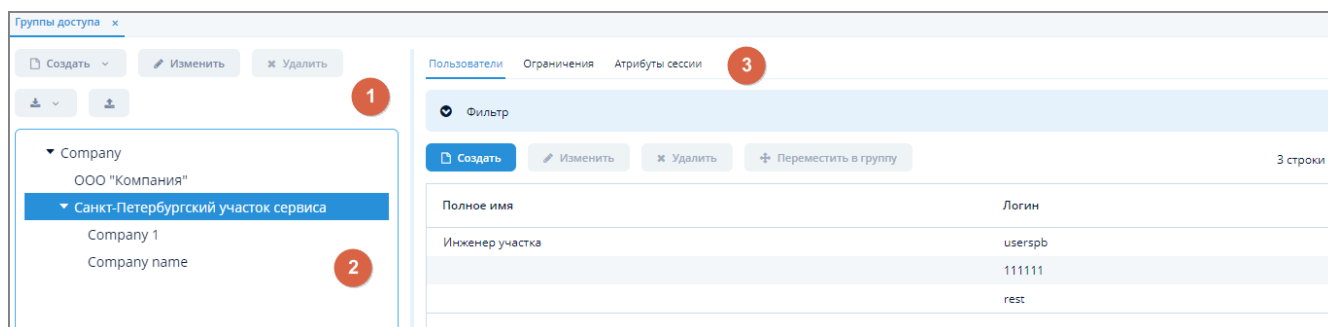 Группы доступа x
Создать
Изменить
Удалить
1
Company
ООО "Компания"
Санкт-Петербургский участок сервиса
Company 1
Company name
2
Пользователи Ограничения Атрибуты сессии 3
Фильтр
Создать Изменить Удалить Переместить в группу 3 строки
Полное имя Логин
Инженер участка userspb
111111
rest